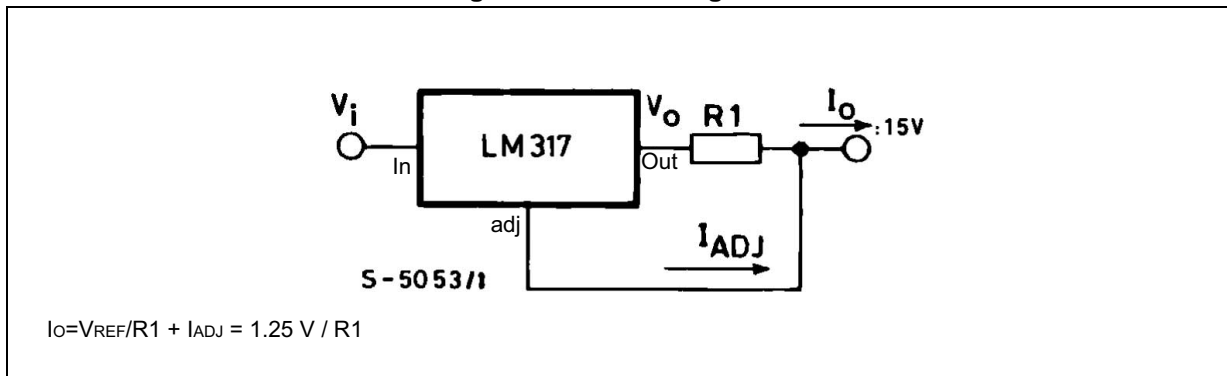 Vi
In
LM317
Vo
Out
R1
IO
:15V
adj
IADJ
S-5053/1
IO=VREF/R1 + IADJ = 1.25 V / R1